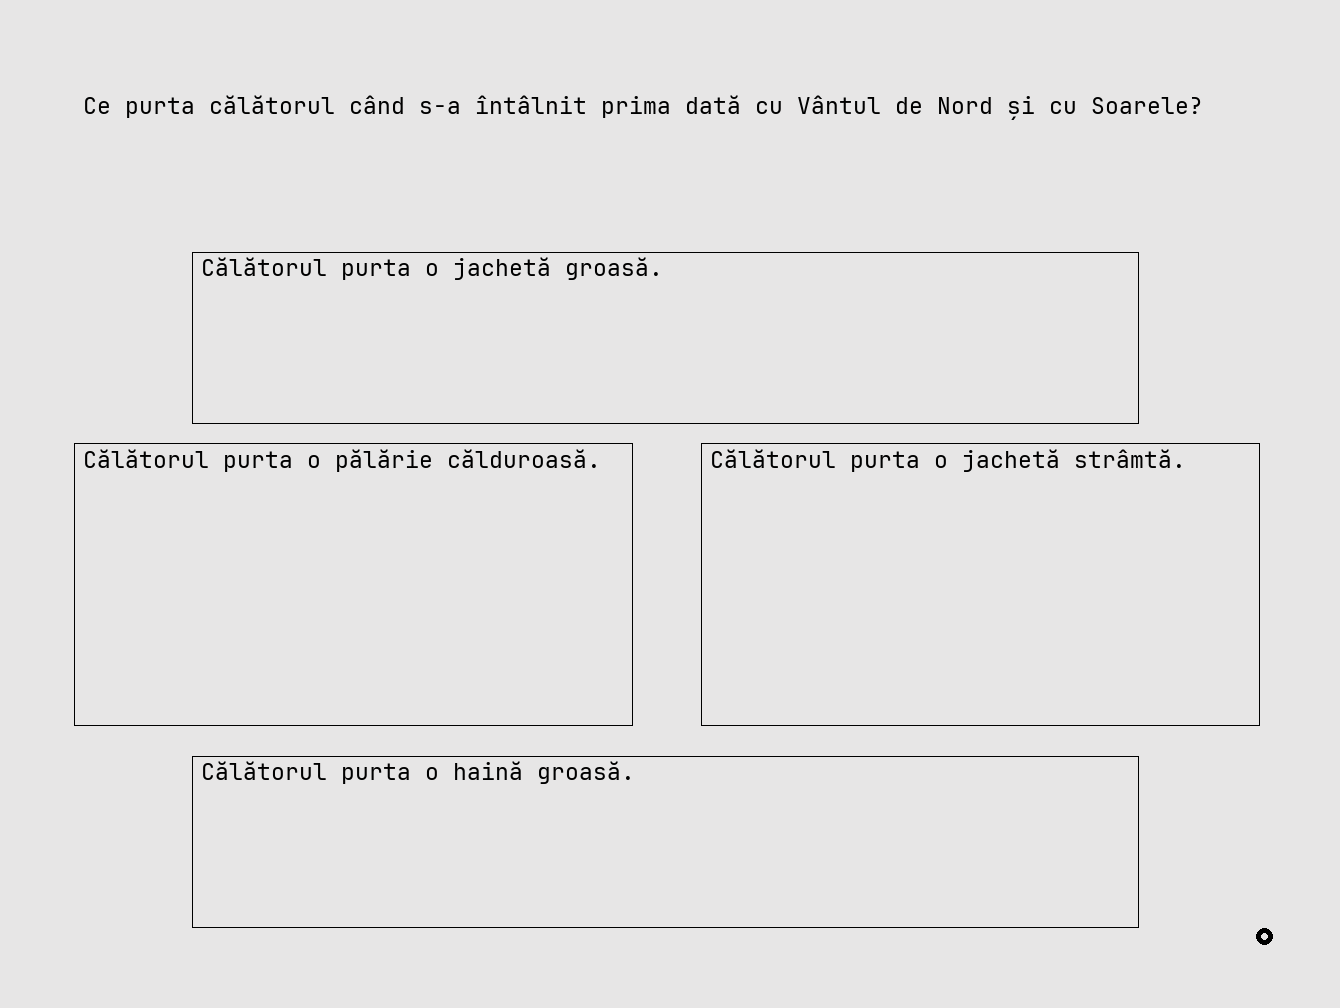 Ce purta călătorul când s-a întâlnit prima dată cu Vântul de Nord și cu Soarele?
Călătorul purta o jachetă groasă.
Călătorul purta o pălărie călduroasă.
Călătorul purta o jachetă strâmtă.
Călătorul purta o haină groasă.